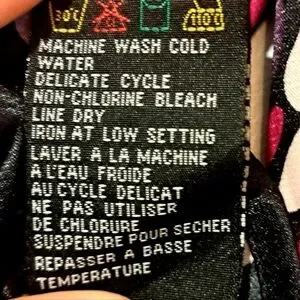 30°C 110°C
MACHINE WASH COLD
WATER
DELICATE CYCLE
NON-CHLORINE BLEACH
LINE DRY
IRON AT LOW SETTING
LAVER A LA MACHINE
A L'EAU FROIDE
AU CYCLE DELICAT
NE PAS UTILISER
DE CHLORURE
SUSPENDRE POUR SECHER
REPASSER A BASSE
TEMPERATURE